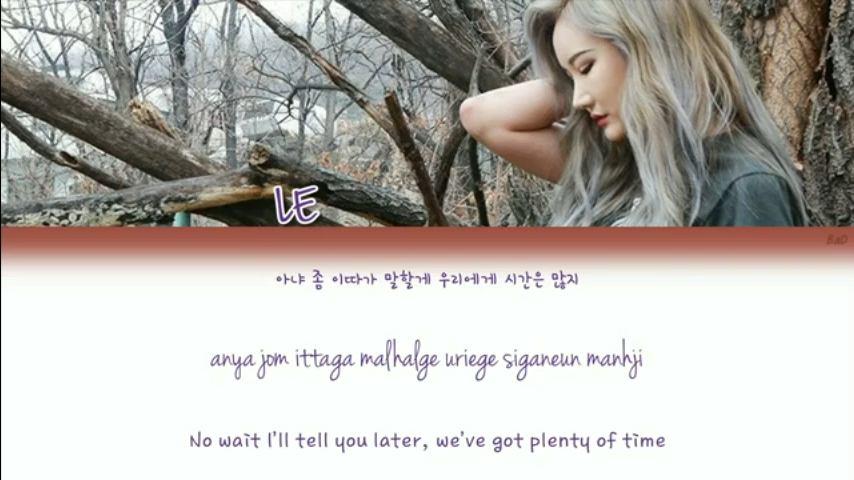 LE
BaD
아냐 좀 이따가 말할게 우리에게 시간은 많지
anya jom ittaga malhalge uriege siganeun manhji
No wait I'll tell you later, we've got plenty of time